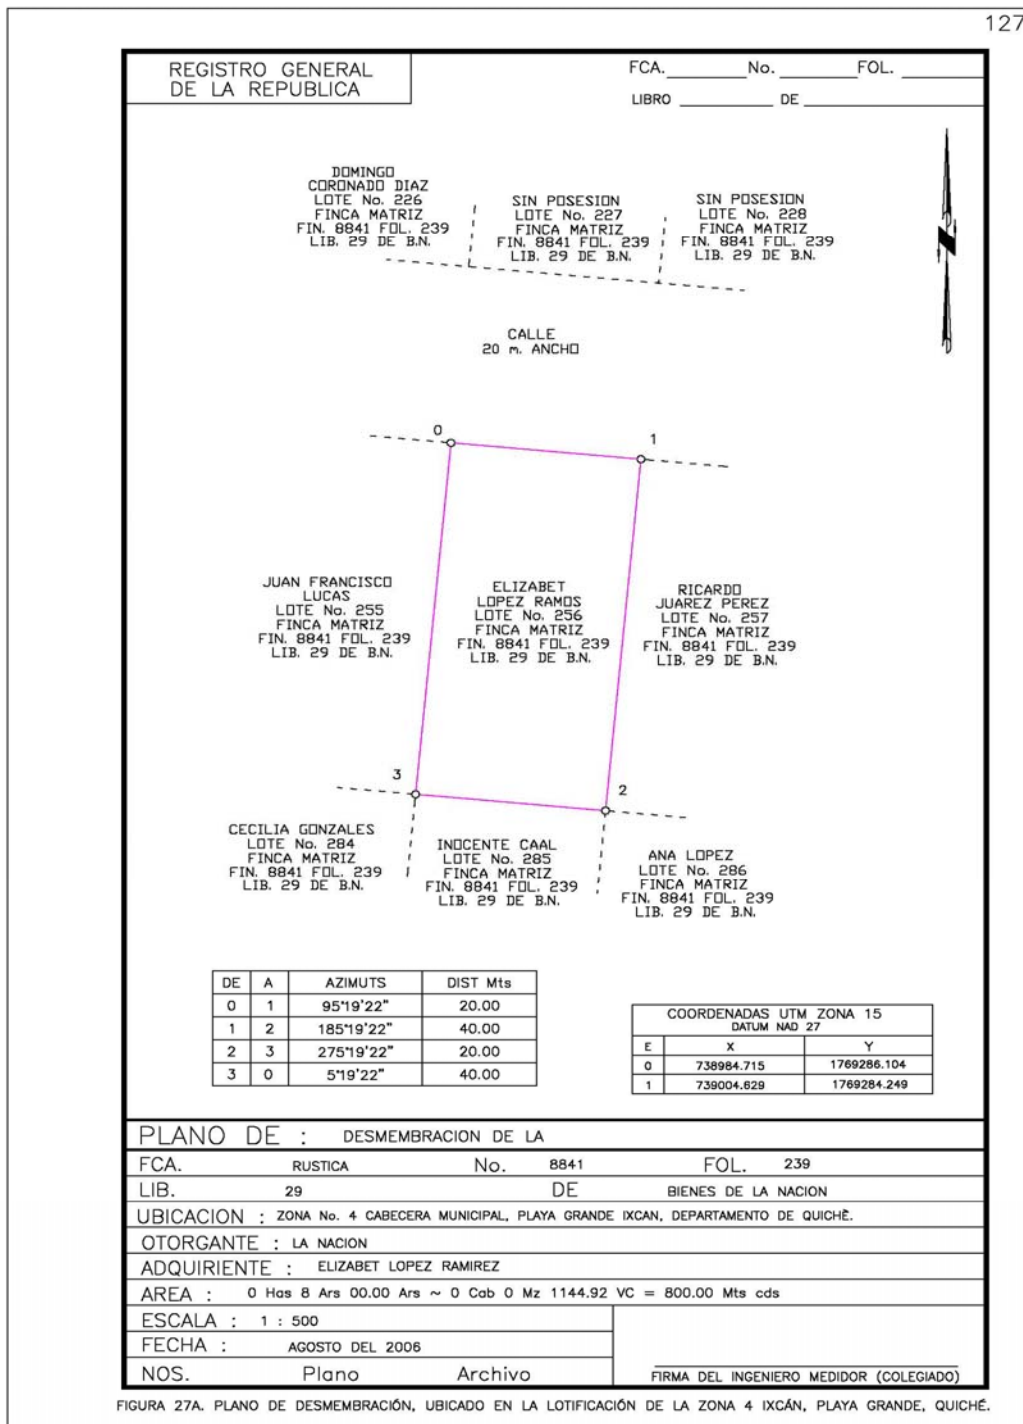 127
REGISTRO GENERAL
DE LA REPUBLICA
FCA. No. FOL.
LIBRO DE
DOMINGO
CORONADO DIAZ
LOTE No. 226
FINCA MATRIZ
FIN. 8841 FOL. 239
LIB. 29 DE B.N.
SIN POSESION
LOTE No. 227
FINCA MATRIZ
FIN. 8841 FOL. 239
LIB. 29 DE B.N.
SIN POSESION
LOTE No. 228
FINCA MATRIZ
FIN. 8841 FOL. 239
LIB. 29 DE B.N.
CALLE
20 m. ANCHO
0
1
JUAN FRANCISCO
LUCAS
LOTE No. 255
FINCA MATRIZ
FIN. 8841 FOL. 239
LIB. 29 DE B.N.
ELIZABET
LOPEZ RAMOS
LOTE No. 256
FINCA MATRIZ
FIN. 8841 FOL. 239
LIB. 29 DE B.N.
RICARDO
JUAREZ PEREZ
LOTE No. 257
FINCA MATRIZ
FIN. 8841 FOL. 239
LIB. 29 DE B.N.
3
2
CECILIA GONZALES
LOTE No. 284
FINCA MATRIZ
FIN. 8841 FOL. 239
LIB. 29 DE B.N.
INOCENTE CAAL
LOTE No. 285
FINCA MATRIZ
FIN. 8841 FOL. 239
LIB. 29 DE B.N.
ANA LOPEZ
LOTE No. 286
FINCA MATRIZ
FIN. 8841 FOL. 239
LIB. 29 DE B.N.
DE A AZIMUTS DIST Mts
0 1 95°19'22" 20.00
1 2 185°19'22" 40.00
2 3 275°19'22" 20.00
3 0 5°19'22" 40.00
COORDENADAS UTM ZONA 15
DATUM NAD 27
E X Y
0 738984.715 1769286.104
1 739004.629 1769284.249
PLANO DE : DESMEMBRACION DE LA
FCA. RUSTICA No. 8841 FOL. 239
LIB. 29 DE BIENES DE LA NACION
UBICACION : ZONA No. 4 CABECERA MUNICIPAL, PLAYA GRANDE IXCAN, DEPARTAMENTO DE QUICHÈ.
OTORGANTE : LA NACION
ADQUIRIENTE : ELIZABET LOPEZ RAMIREZ
AREA : 0 Has 8 Ars 00.00 Ars ~ 0 Cab 0 Mz 1144.92 VC = 800.00 Mts cds
ESCALA : 1 : 500
FECHA : AGOSTO DEL 2006
NOS. Plano Archivo
FIRMA DEL INGENIERO MEDIDOR (COLEGIADO)
FIGURA 27A. PLANO DE DESMEMBRACIÓN, UBICADO EN LA LOTIFICACIÓN DE LA ZONA 4 IXCÁN, PLAYA GRANDE, QUICHÉ.